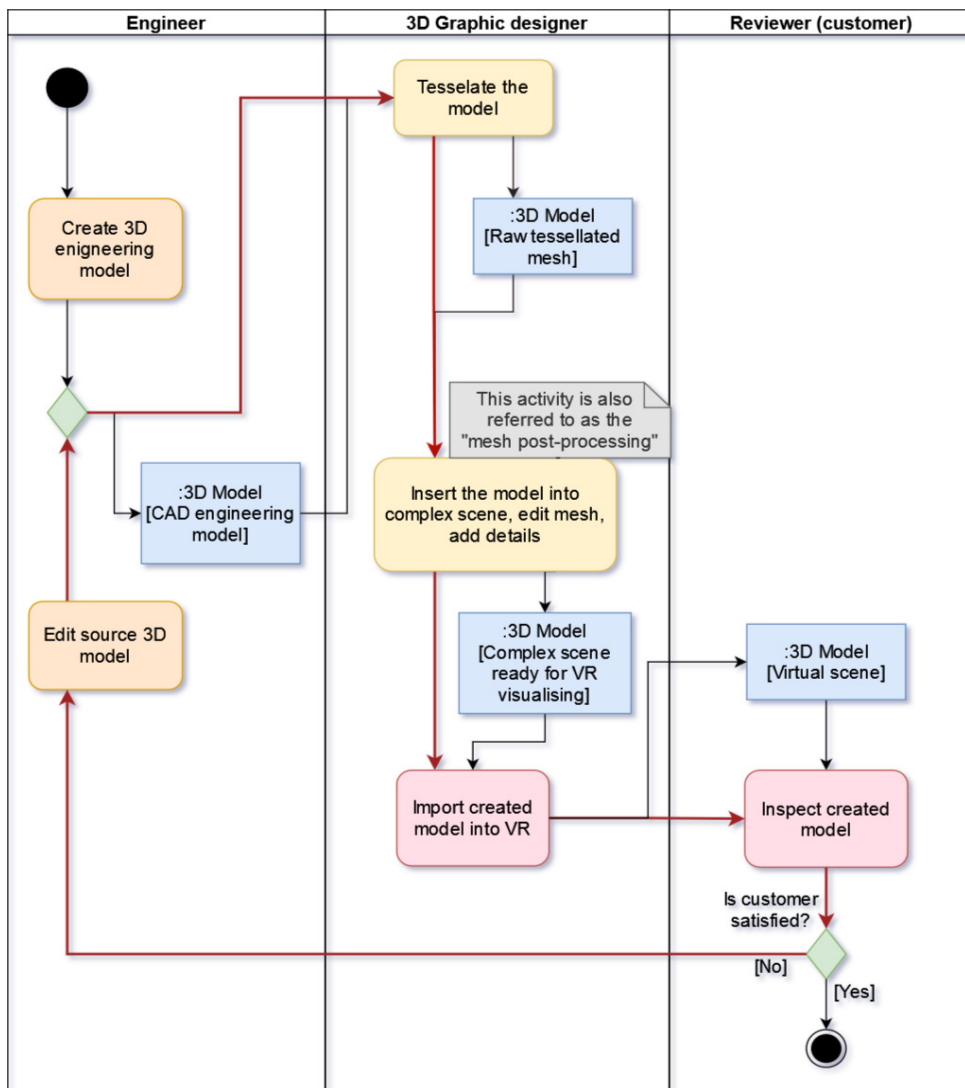 Engineer
3D Graphic designer
Reviewer (customer)
Tesselate the
model
Create 3D
enigneering
model
:3D Model
[Raw tessellated
mesh]
This activity is also
referred to as the
"mesh post-processing"
:3D Model
[CAD engineering
model]
Insert the model into
complex scene, edit mesh,
add details
Edit source 3D
model
:3D Model
[Complex scene
ready for VR
visualising]
:3D Model
[Virtual scene]
Import created
model into VR
Inspect created
model
Is customer
satisfied?
[No]
[Yes]